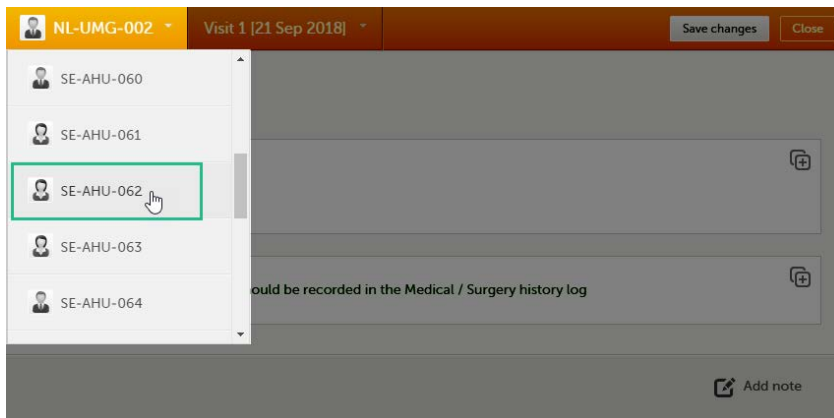 NL-UMG-002 Visit 1 [21 Sep 2018] Save changes Close
SE-AHU-060
SE-AHU-061
SE-AHU-062
SE-AHU-063
SE-AHU-064
ould be recorded in the Medical / Surgery history log
Add note